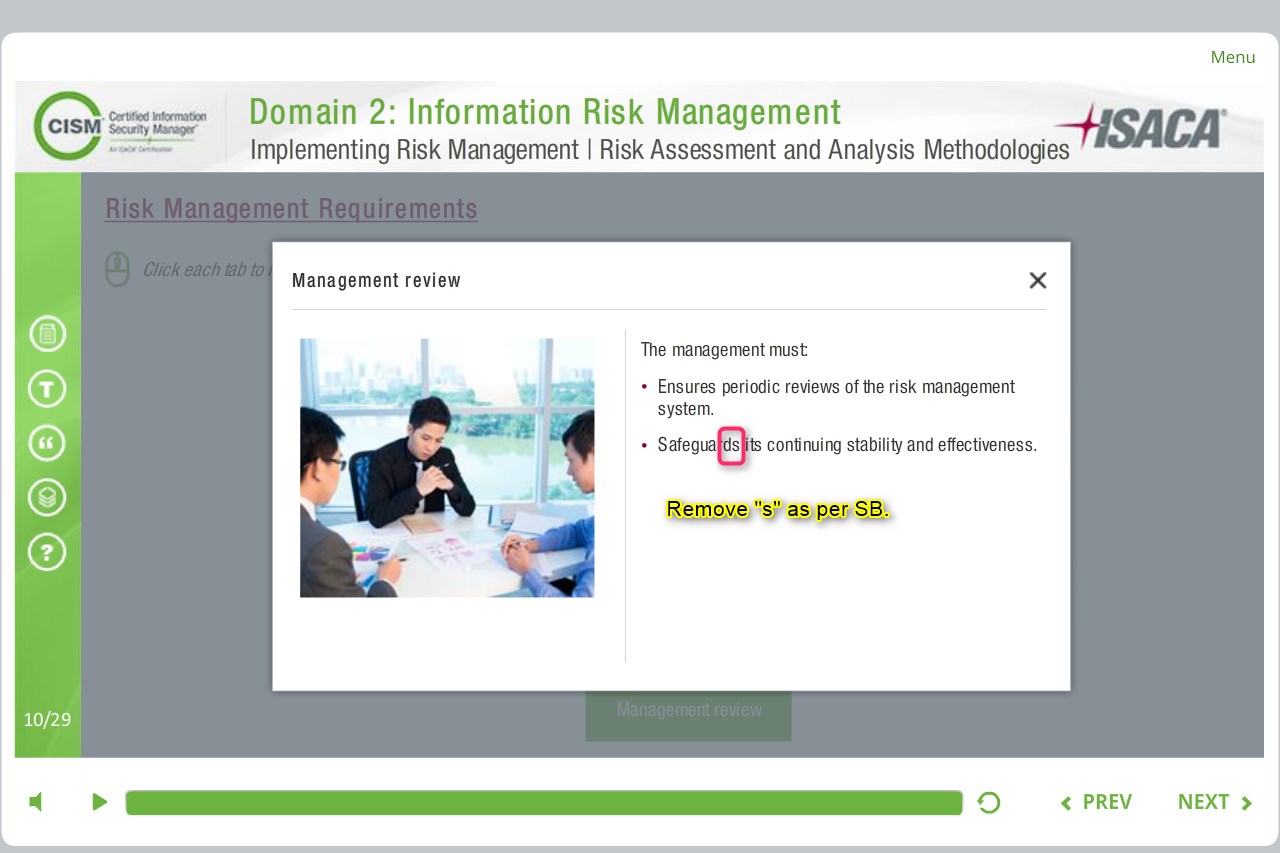 Menu
CISM
Certified Information
Security Manager
An ISACA Certification
Domain 2: Information Risk Management
Implementing Risk Management | Risk Assessment and Analysis Methodologies
ISACA®
Risk Management Requirements
Click each tab to
Management review
The management must:
• Ensures periodic reviews of the risk management
system.
• Safeguards its continuing stability and effectiveness.
Remove "s" as per SB.
T
“
?
10/29
Management review
PREV
NEXT